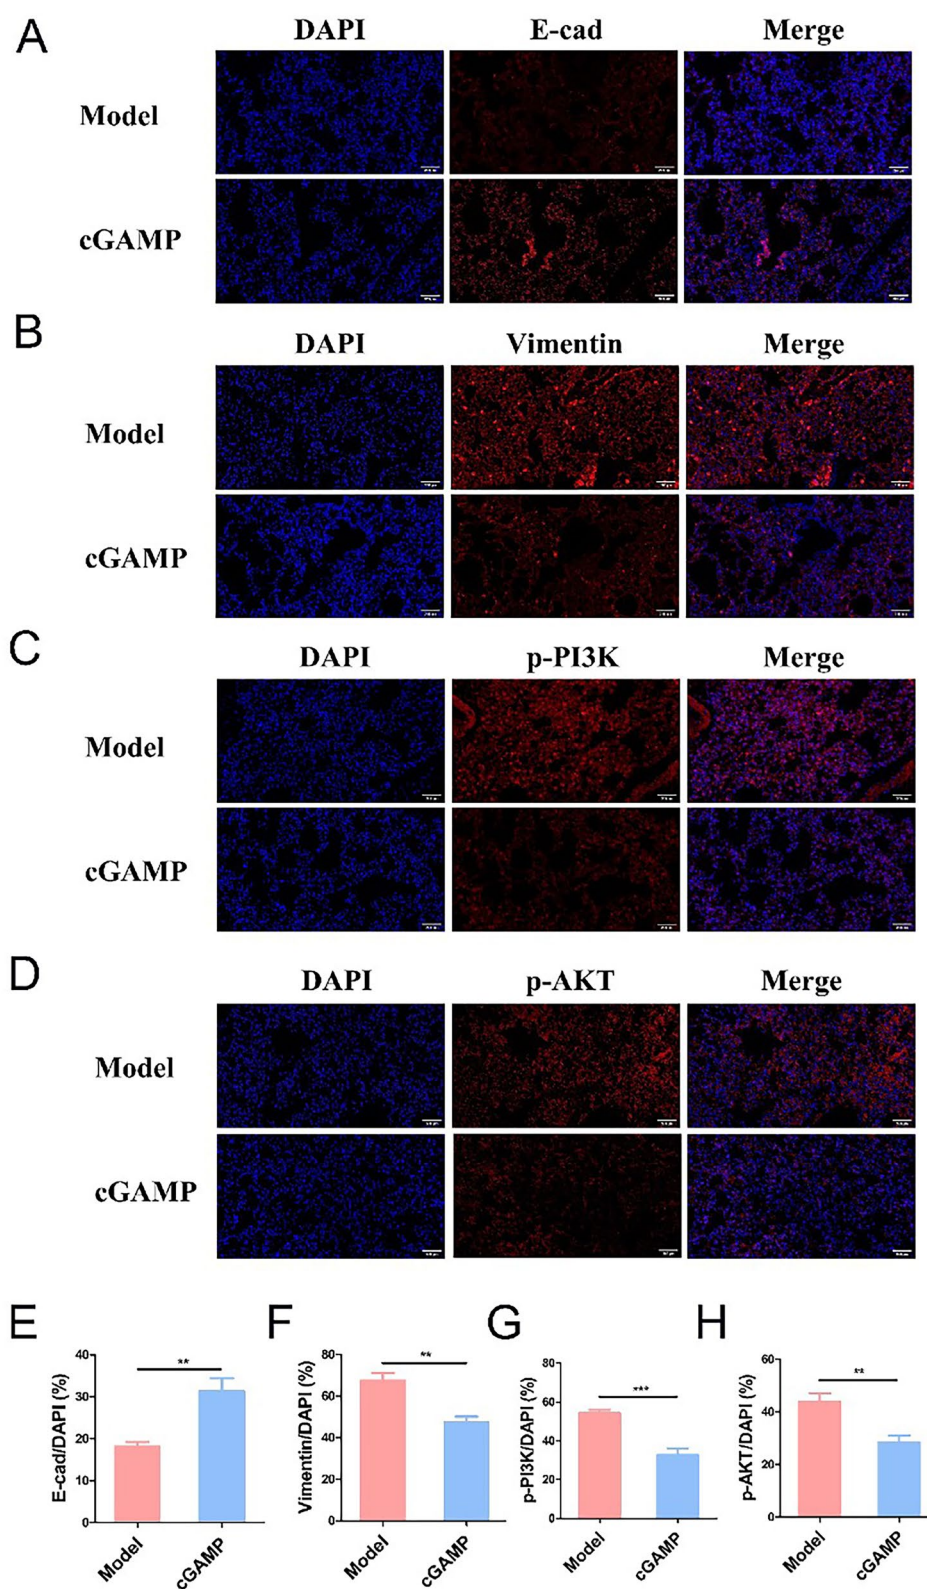 A
DAPI E-cad Merge
Model
cGAMP
B
DAPI Vimentin Merge
Model
cGAMP
C
DAPI p-PI3K Merge
Model
cGAMP
D
DAPI p-AKT Merge
Model
cGAMP
E
E-cad/DAPI (%)
40
30
20
10
0
**
Model
cGAMP
F
Vimentin/DAPI (%)
80
60
40
20
0
**
Model
cGAMP
G
p-PI3K/DAPI (%)
80
60
40
20
0
***
Model
cGAMP
H
p-AKT/DAPI (%)
60
40
20
0
**
Model
cGAMP